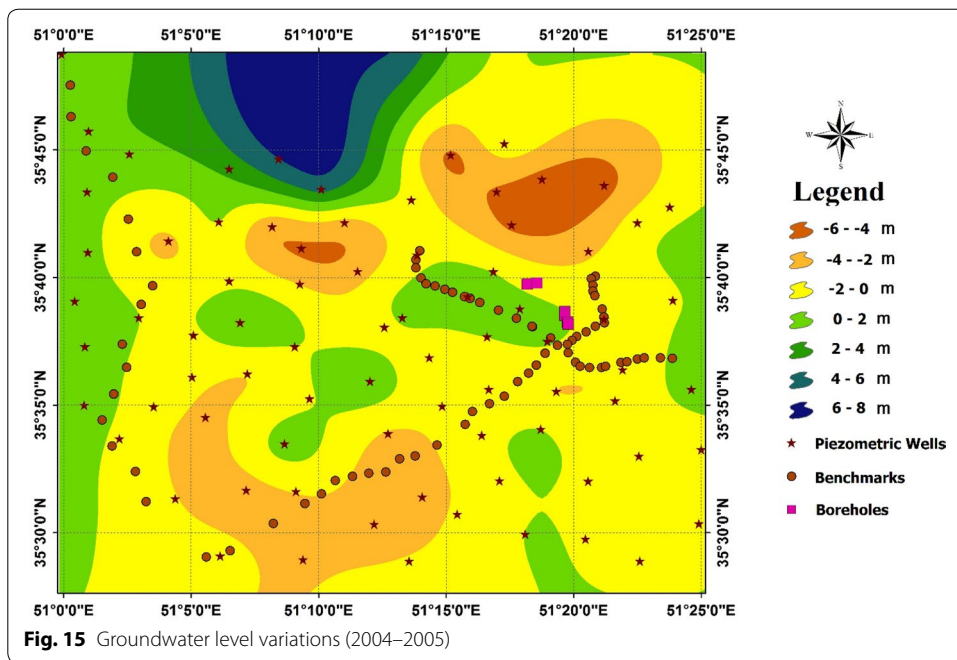 51°0'0"E 51°5'0"E 51°10'0"E 51°15'0"E 51°20'0"E 51°25'0"E
35°45'0"N 35°45'0"N
35°40'0"N 35°40'0"N
35°35'0"N 35°35'0"N
35°30'0"N 35°30'0"N
51°0'0"E 51°5'0"E 51°10'0"E 51°15'0"E 51°20'0"E 51°25'0"E
N
W E
S
Legend
-6 - -4 m
-4 - -2 m
-2 - 0 m
0 - 2 m
2 - 4 m
4 - 6 m
6 - 8 m
Piezometric Wells
Benchmarks
Boreholes
Fig. 15 Groundwater level variations (2004–2005)